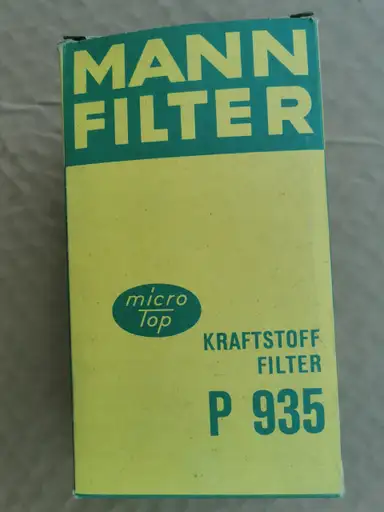 MANN
FILTER
micro
Top
KRAFTSTOFF
FILTER
P 935